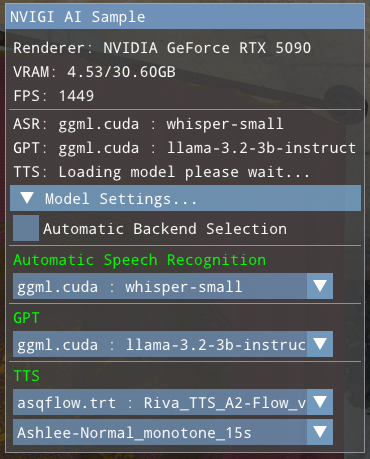 NVIGI AI Sample
Renderer: NVIDIA GeForce RTX 5090
VRAM: 4.53/30.60GB
FPS: 1449
ASR: ggml.cuda : whisper-small
GPT: ggml.cuda : llama-3.2-3b-instruct
TTS: Loading model please wait...
Model Settings...
Automatic Backend Selection
Automatic Speech Recognition
ggml.cuda : whisper-small
GPT
ggml.cuda : llama-3.2-3b-instruc
TTS
asqflow.trt : Riva_TTS_A2-Flow_v
Ashlee-Normal_monotone_15s